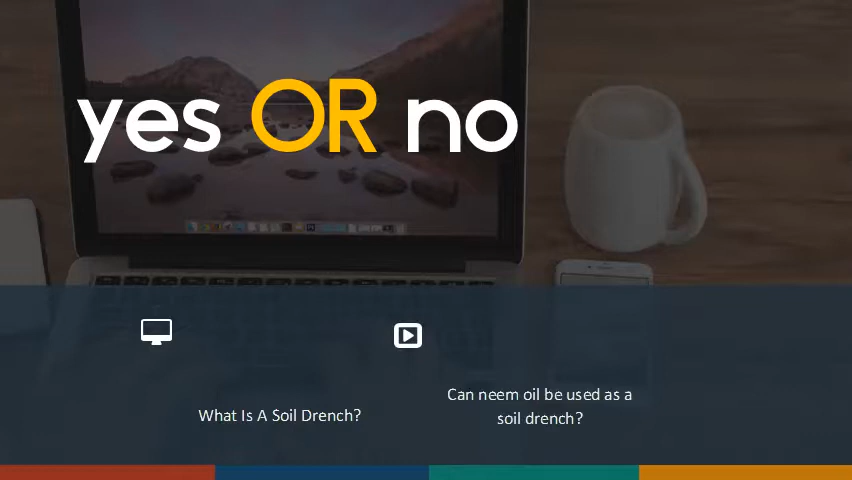 yes OR no
What Is A Soil Drench?
Can neem oil be used as a
soil drench?